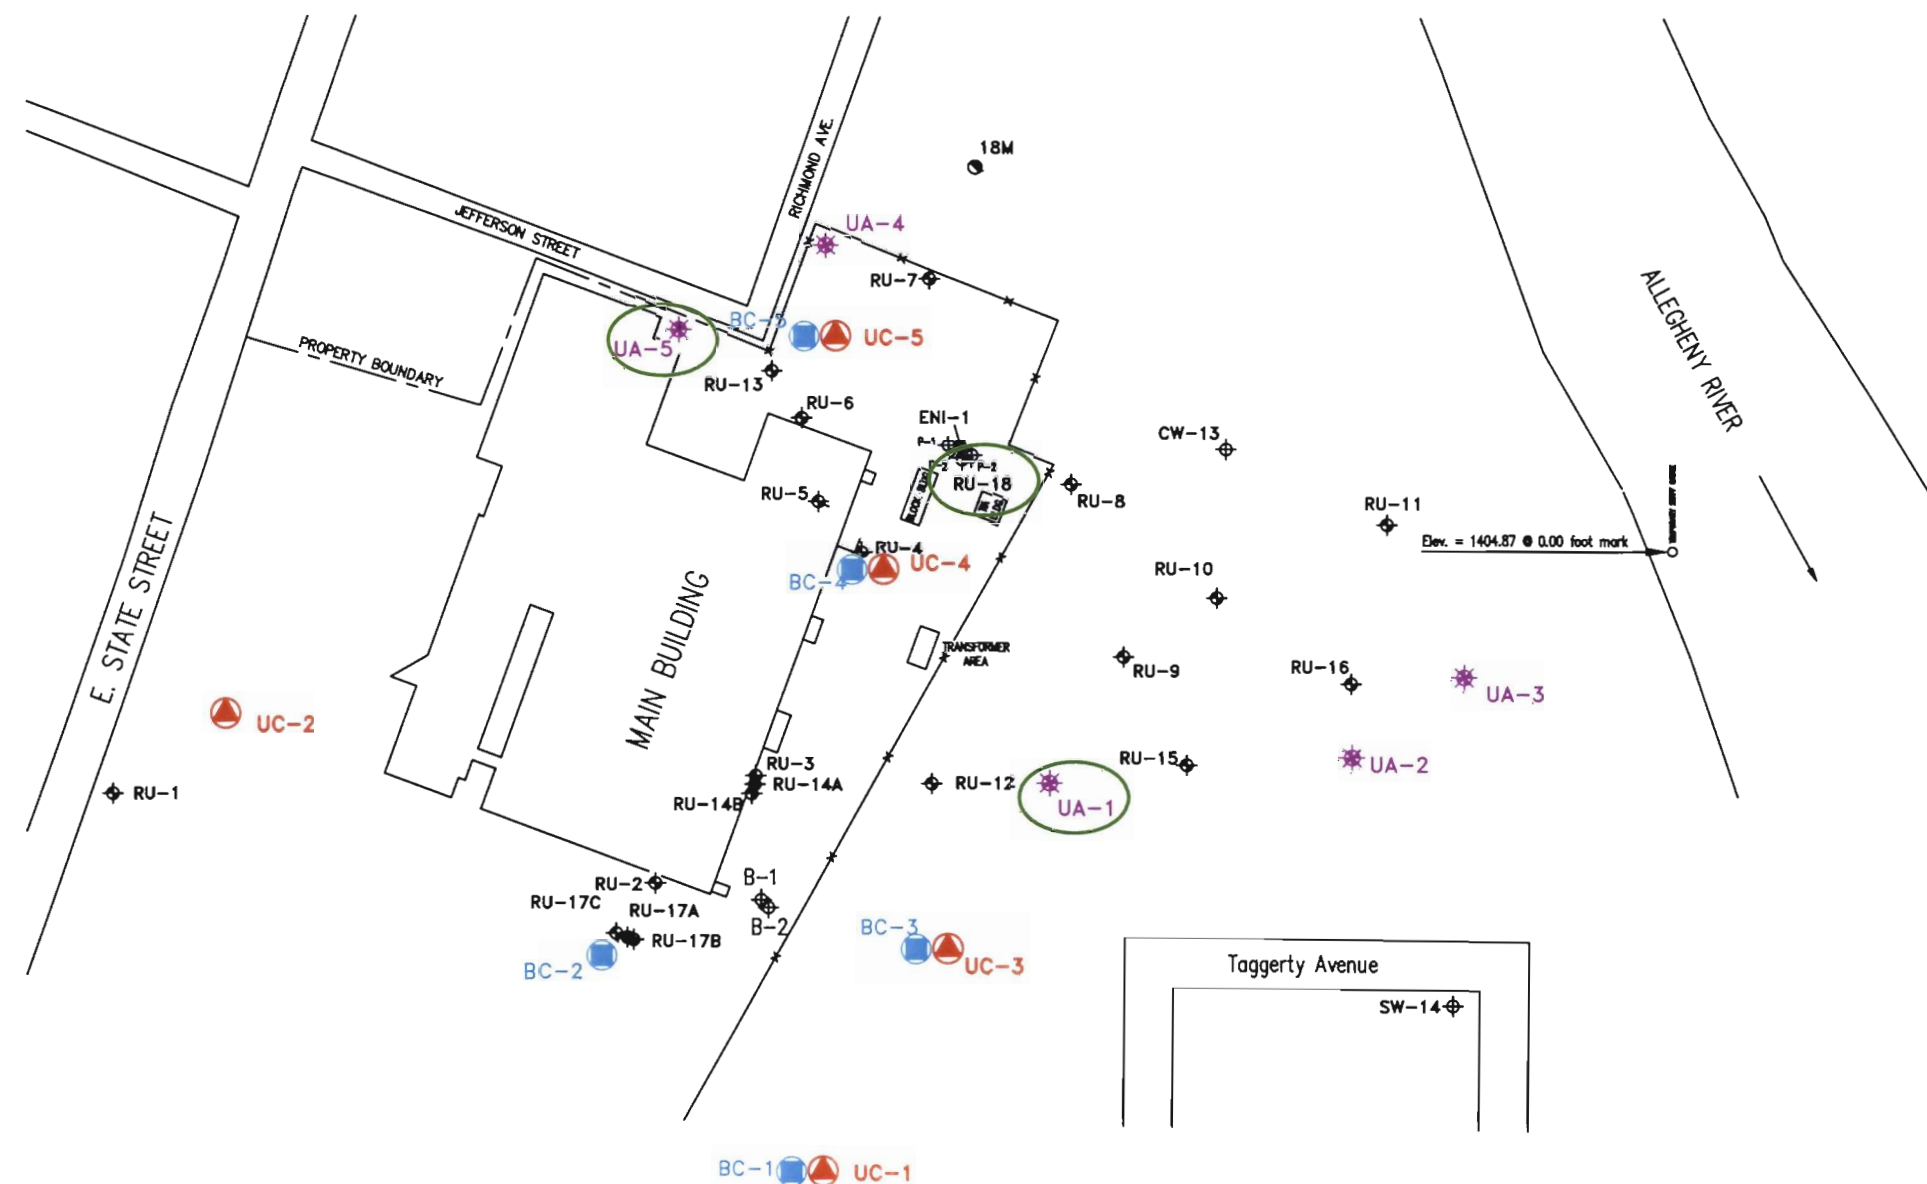 18M
RICHMOND AVE.
UA-4
JEFFERSON STREET
RU-7
ALLEGHENY RIVER
BC-5
UC-5
UA-5
PROPERTY BOUNDARY
RU-13
RU-6
ENI-1
P-1
CW-13
P-2
RU-18
RU-5
BLOCK BLDG
RU-8
RU-11
Elev. = 1404.87 @ 0.00 foot mark
RU-4
UC-4
BC-4
RU-10
E. STATE STREET
MAIN BUILDING
TRANSFORMER
AREA
RU-9
RU-16
UA-3
UC-2
RU-3
RU-15
UA-2
RU-1
RU-14A
RU-12
RU-14B
UA-1
RU-2
B-1
RU-17C
RU-17A
B-2
BC-3
RU-17B
BC-2
UC-3
Taggerty Avenue
SW-14
BC-1
UC-1